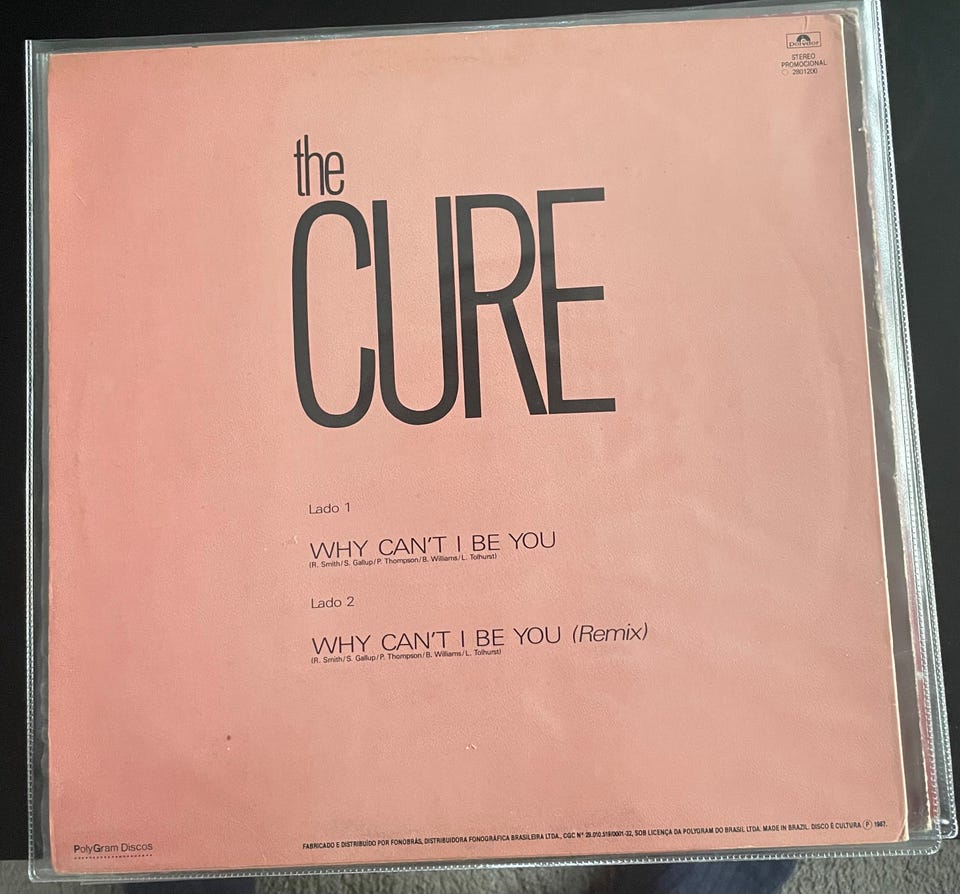 Polydor
STEREO
PROMOCIONAL
2801200
the
CURE
Lado 1
WHY CAN'T I BE YOU
(R. Smith/S. Gallup/P. Thompson/B. Williams/L. Tolhurst)
Lado 2
WHY CAN'T I BE YOU (Remix)
(R. Smith/S. Gallup/P. Thompson/B. Williams/L. Tolhurst)
PolyGram Discos
FABRICADO E DISTRIBUÍDO POR FONOBRÁS, DISTRIBUIDORA FONOGRÁFICA BRASILEIRA LTDA., CGC Nº 29.010.519/0001-32, SOB LICENÇA DA POLYGRAM DO BRASIL LTDA. MADE IN BRAZIL. DISCO É CULTURA Ⓟ 1987.